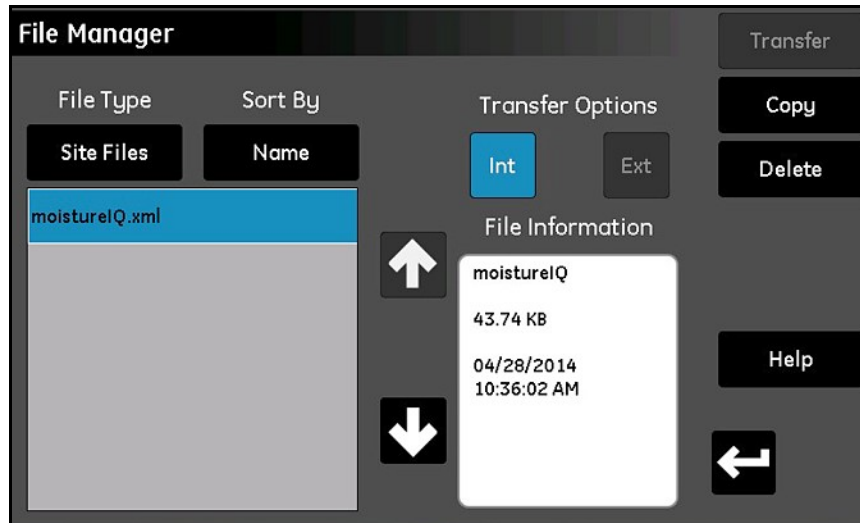 File Manager
Transfer
File Type
Sort By
Transfer Options
Copy
Site Files
Name
Int
Ext
Delete
moistureIQ.xml
File Information
moistureIQ
43.74 KB
04/28/2014
10:36:02 AM
Help